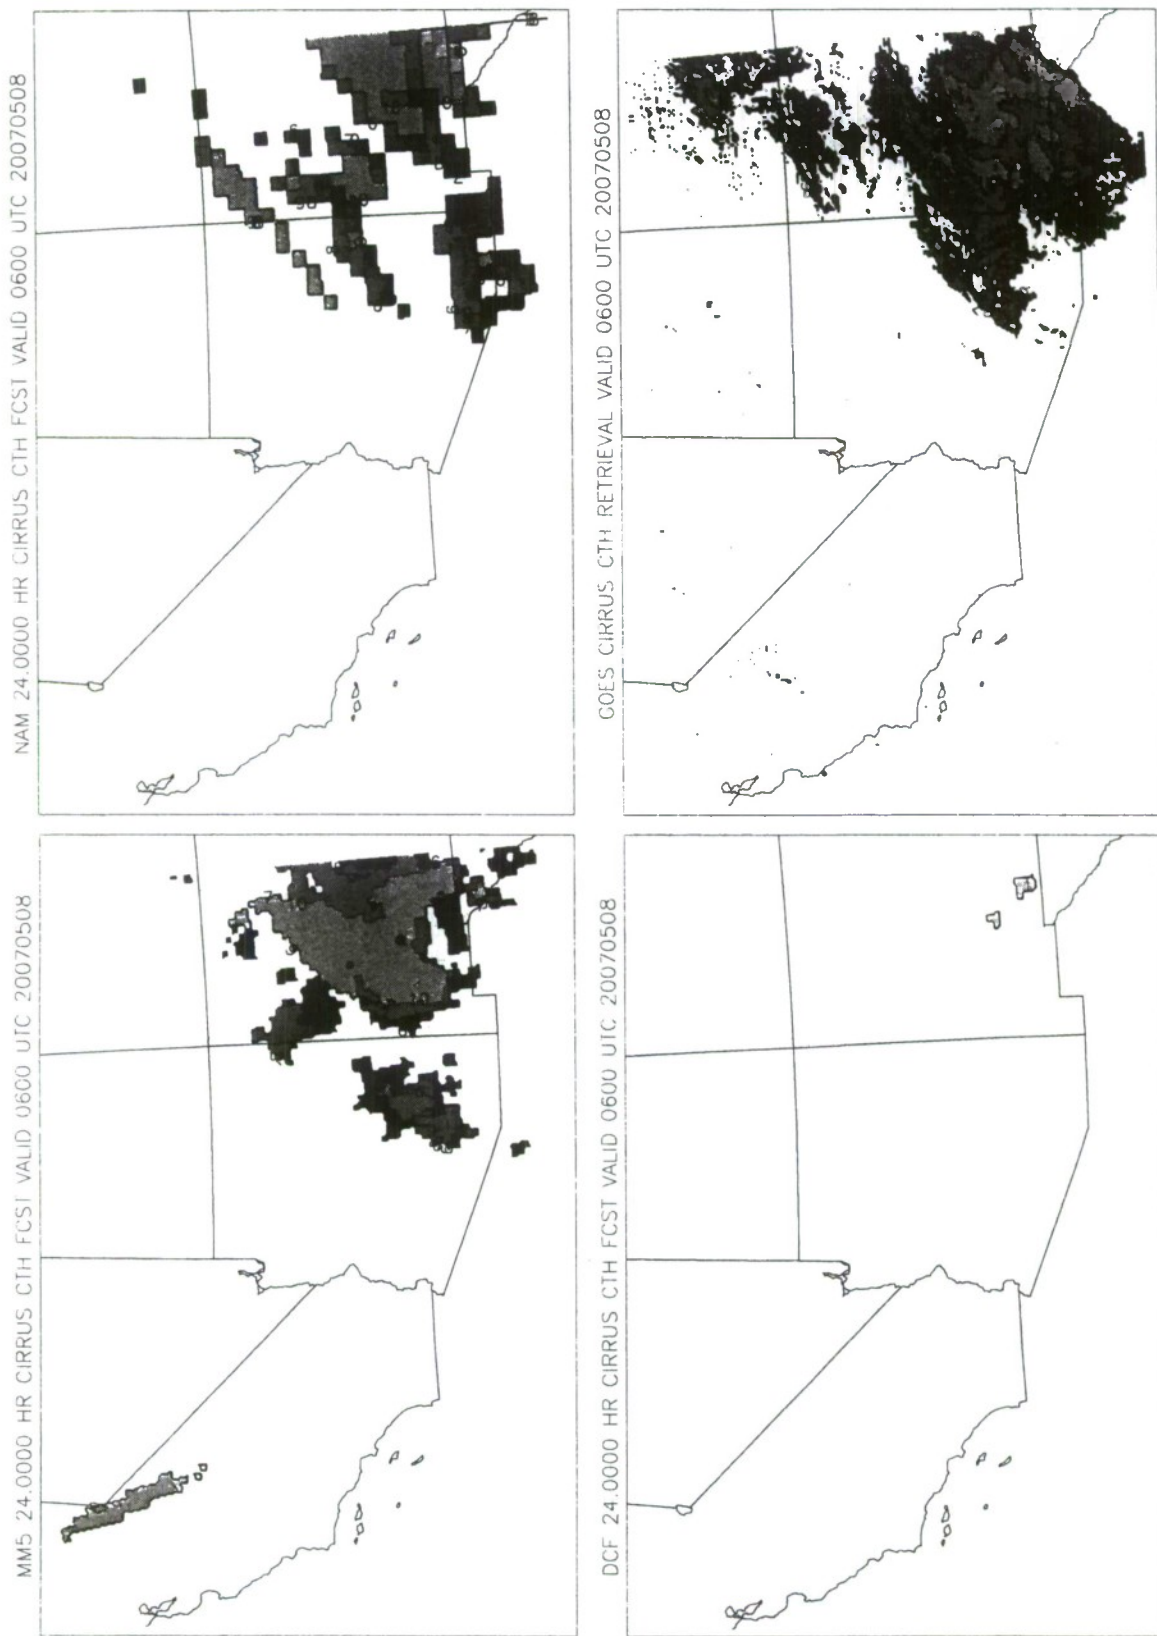 MM5 24.0000 HR CIRRUS CTH FCST VALID 0600 UTC 20070508
NAM 24.0000 HR CIRRUS CTH FCST VALID 0600 UTC 20070508
DCF 24.0000 HR CIRRUS CTH FCST VALID 0600 UTC 20070508
GOES CIRRUS CTH RETRIEVAL VALID 0600 UTC 20070508